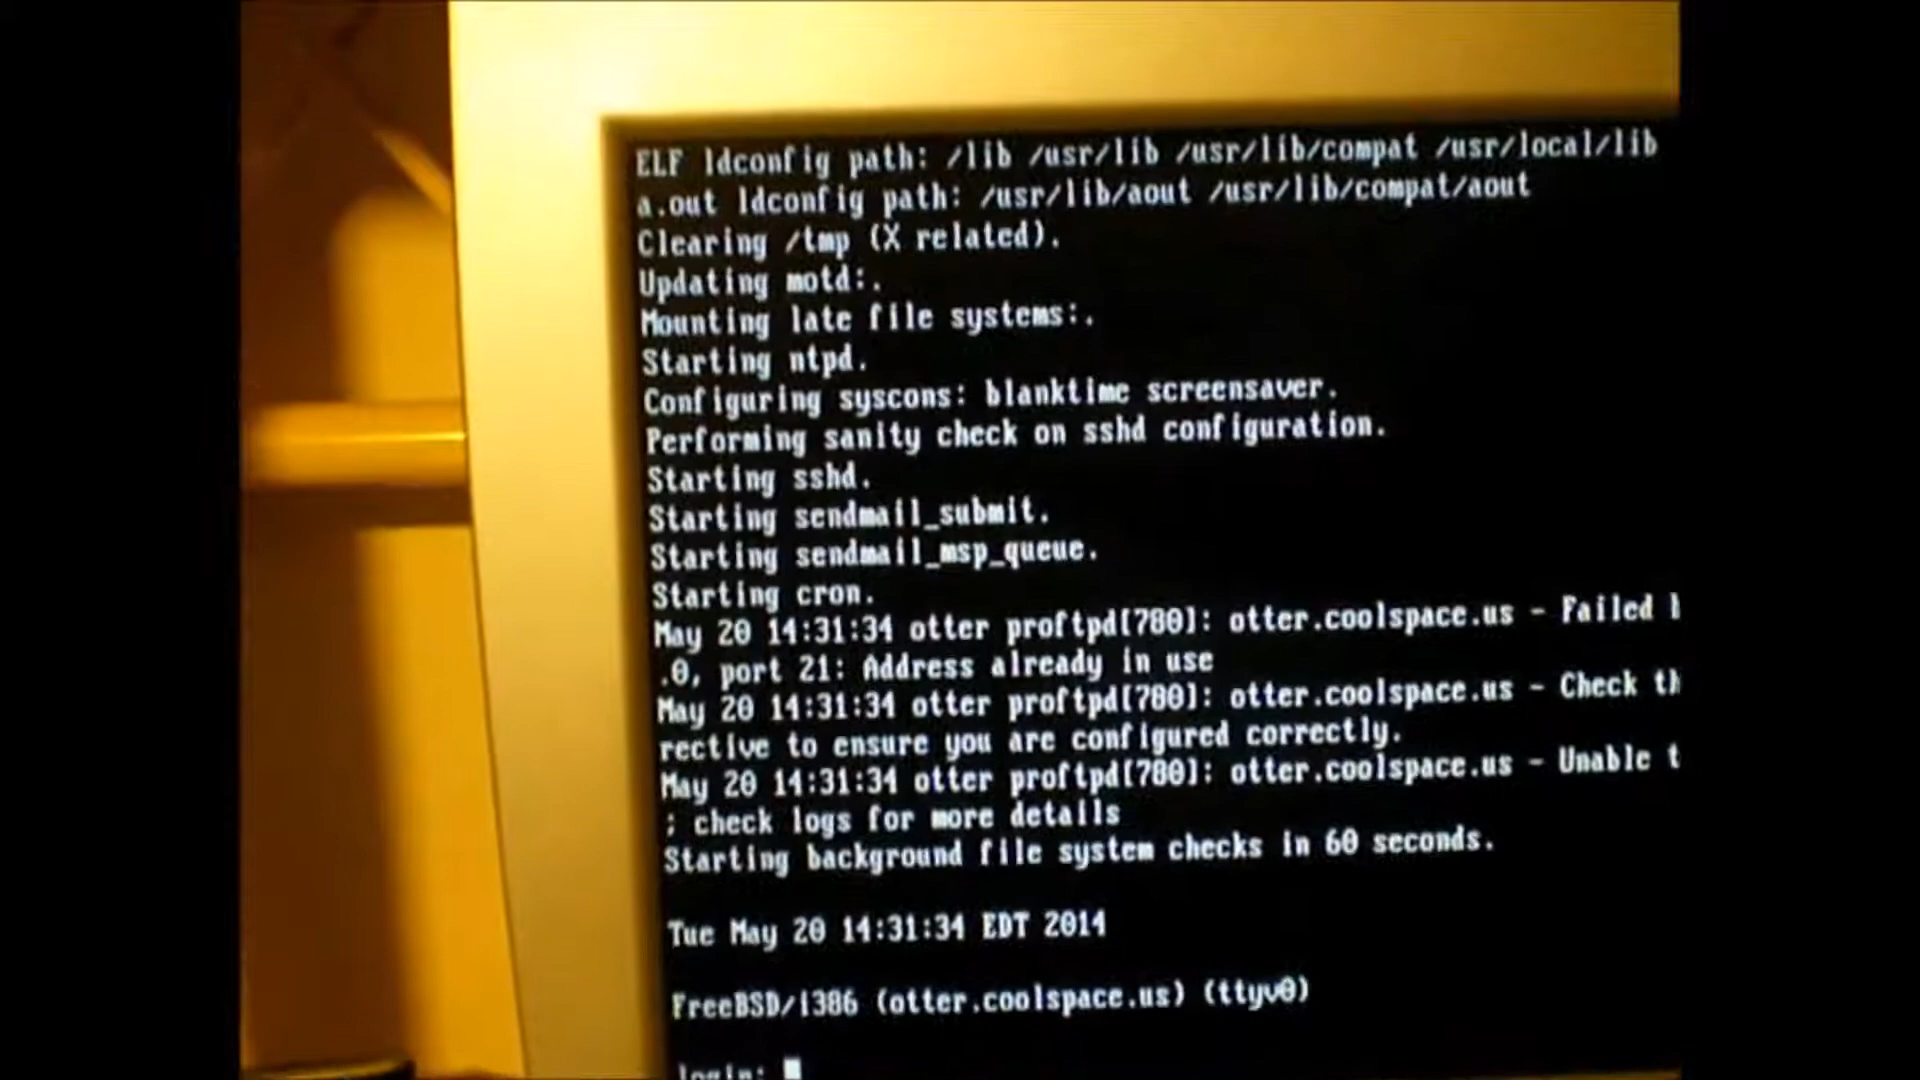 ELF ldconfig path: /lib /usr/lib /usr/lib/compat /usr/local/lib
a.out ldconfig path: /usr/lib/aout /usr/lib/compat/aout
Clearing /tmp (X related).
Updating motd:.
Mounting late file systems:.
Starting ntpd.
Configuring syscons: blanktime screensaver.
Performing sanity check on sshd configuration.
Starting sshd.
Starting sendmail_submit.
Starting sendmail_msp_queue.
Starting cron.
May 20 14:31:34 otter proftpd[780]: otter.coolspace.us - Failed
.0, port 21: Address already in use
May 20 14:31:34 otter proftpd[780]: otter.coolspace.us - Check
rective to ensure you are configured correctly.
May 20 14:31:34 otter proftpd[780]: otter.coolspace.us - Unable
; check logs for more details
Starting background file system checks in 60 seconds.
Tue May 20 14:31:34 EDT 2014
FreeBSD/i386 (otter.coolspace.us) (ttyv0)
login: